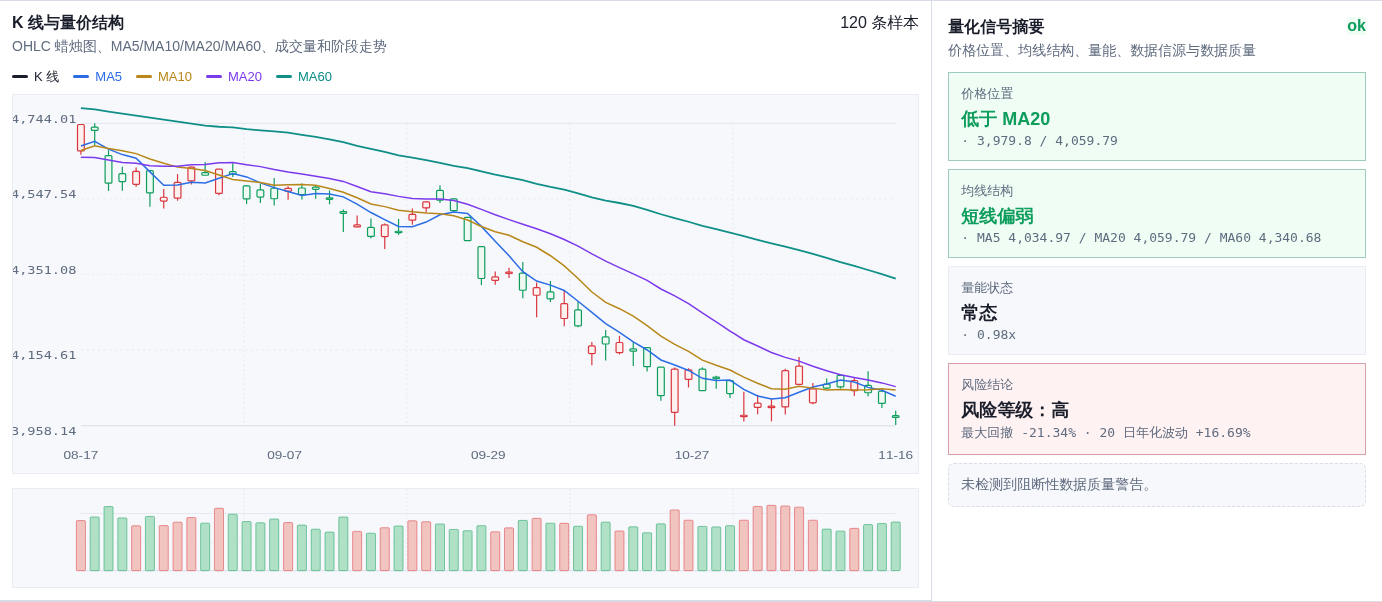 K 线与量价结构
120 条样本
OHLC 蜡烛图、MA5/MA10/MA20/MA60、成交量和阶段走势
K 线 MA5 MA10 MA20 MA60
4,744.01
4,547.54
4,351.08
4,154.61
3,958.14
08-17 09-07 09-29 10-27 11-16
量化信号摘要
ok
价格位置、均线结构、量能、数据信源与数据质量
价格位置
低于 MA20
· 3,979.8 / 4,059.79
均线结构
短线偏弱
· MA5 4,034.97 / MA20 4,059.79 / MA60 4,340.68
量能状态
常态
· 0.98x
风险结论
风险等级：高
最大回撤 -21.34% · 20 日年化波动 +16.69%
未检测到阻断性数据质量警告。